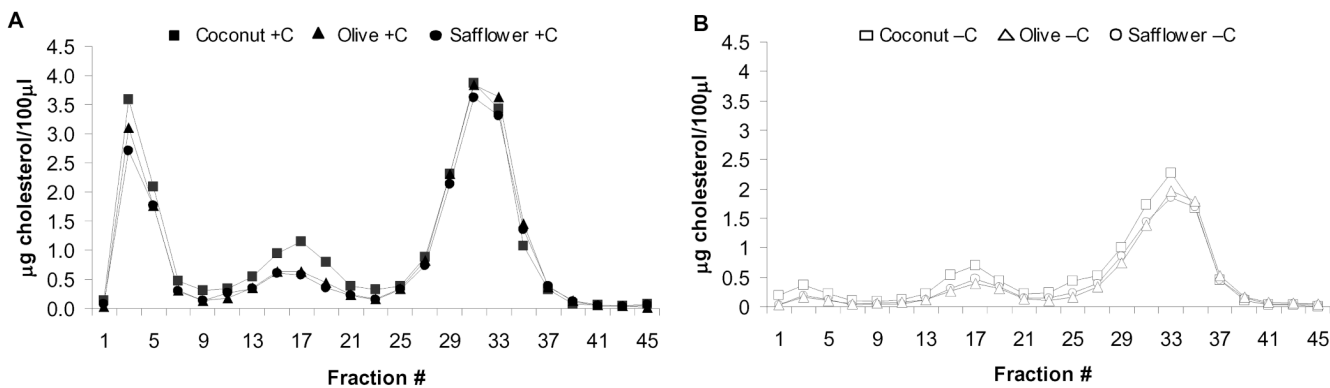 A
Coconut +C Olive +C Safflower +C
4.5
4.0
3.5
3.0
2.5
2.0
1.5
1.0
0.5
0.0
µg cholesterol/100µl
1 5 9 13 17 21 25 29 33 37 41 45
Fraction #
B
Coconut –C Olive –C Safflower –C
4.5
4
3.5
3
2.5
2
1.5
1
0.5
0
µg cholesterol/100µl
1 5 9 13 17 21 25 29 33 37 41 45
Fraction #